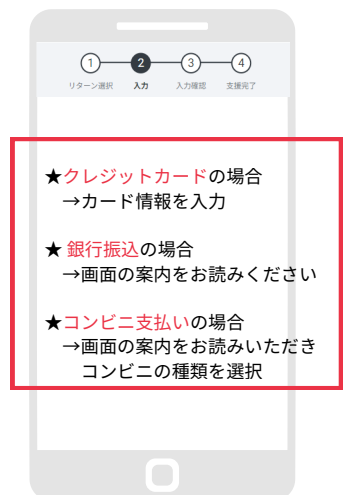 1 2 3 4
リターン選択 入力 入力確認 支援完了
★クレジットカードの場合
→カード情報を入力
★ 銀行振込の場合
→画面の案内をお読みください
★コンビニ支払いの場合
→画面の案内をお読みいただき
コンビニの種類を選択